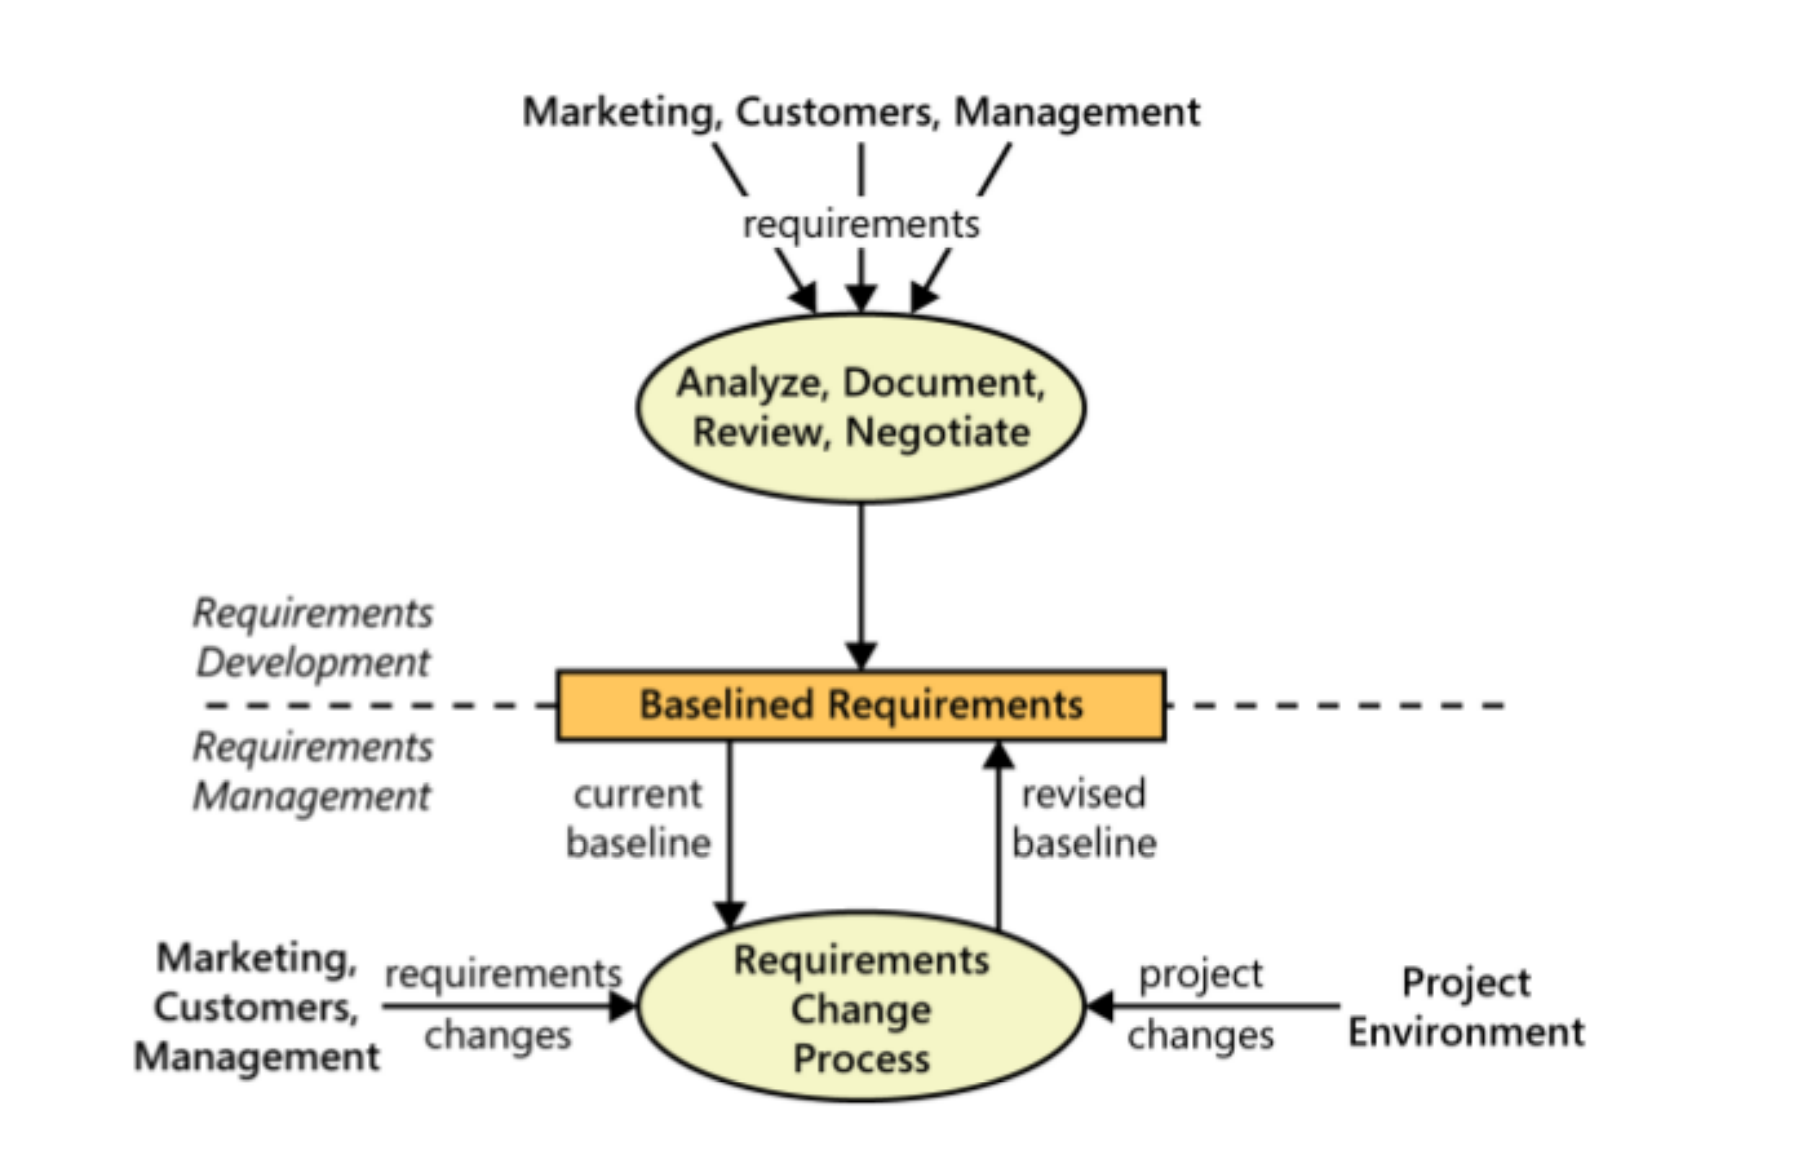 Marketing, Customers, Management
requirements
Analyze, Document,
Review, Negotiate
Requirements
Development
Baselined Requirements
Requirements
Management
current
baseline
revised
baseline
Marketing,
Customers,
Management
requirements
changes
Requirements
Change
Process
project
changes
Project
Environment